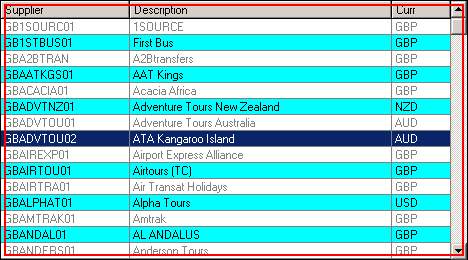 Supplier Description Curr
GB1SOURC01 1SOURCE GBP
GB1STBUS01 First Bus GBP
GBA2BTRAN A2Btransfers GBP
GBAATKGS01 AAT Kings GBP
GBACACIA01 Acacia Africa GBP
GBADVTNZ01 Adventure Tours New Zealand NZD
GBADVTOU01 Adventure Tours Australia AUD
GBADVTOU02 ATA Kangaroo Island AUD
GBAIREXP01 Airport Express Alliance GBP
GBAIRTOU01 Airtours (TC) GBP
GBAIRTRA01 Air Transat Holidays GBP
GBALPHAT01 Alpha Tours USD
GBAMTRAK01 Amtrak GBP
GBANDAL01 AL ANDALUS GBP
GBANDERS01 Anderson Tours GBP